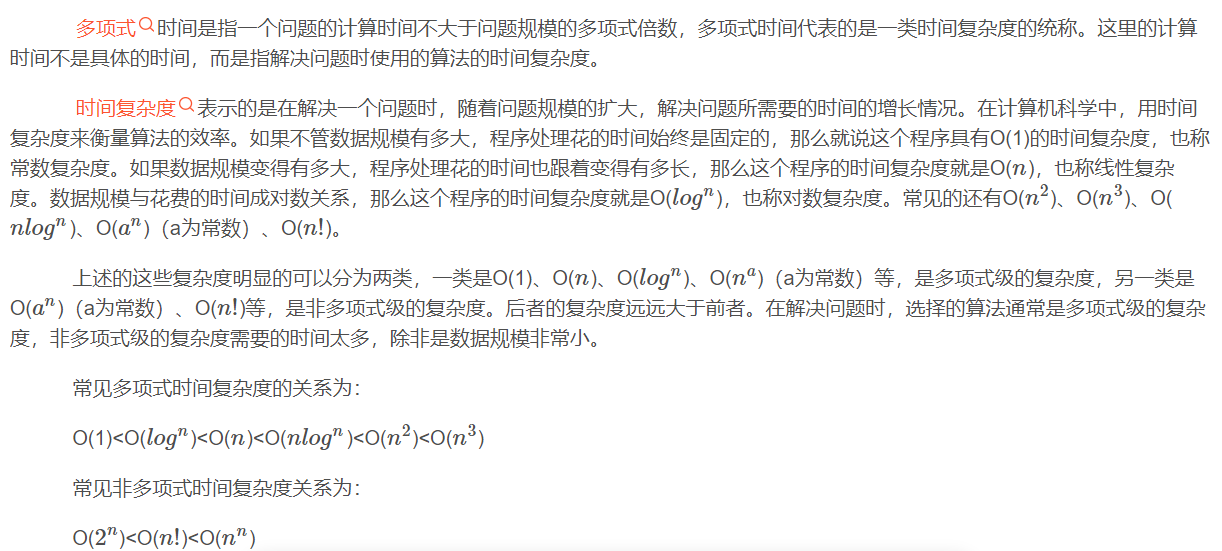 多项式时间是指一个问题的计算时间不大于问题规模的多项式倍数，多项式时间代表的是一类时间复杂度的统称。这里的计算
时间不是具体的时间，而是指解决问题时使用的算法的时间复杂度。
时间复杂度表示的是在解决一个问题时，随着问题规模的扩大，解决问题所需要的时间的增长情况。在计算机科学中，用时间
复杂度来衡量算法的效率。如果不管数据规模有多大，程序处理花的时间始终是固定的，那么就说这个程序具有O(1)的时间复杂度，也称
常数复杂度。如果数据规模变得有多大，程序处理花的时间也跟着变得有多长，那么这个程序的时间复杂度就是O(n)，也称线性复杂
度。数据规模与花费的时间成对数关系，那么这个程序的时间复杂度就是O(logⁿ)，也称对数复杂度。常见的还有O(n²)、O(n³)、O(
nlogⁿ)、O(aⁿ)（a为常数）、O(n!)。
上述的这些复杂度明显的可以分为两类，一类是O(1)、O(n)、O(logⁿ)、O(nᵃ)（a为常数）等，是多项式级的复杂度，另一类是
O(aⁿ)（a为常数）、O(n!)等，是非多项式级的复杂度。后者的复杂度远远大于前者。在解决问题时，选择的算法通常是多项式级的复杂
度，非多项式级的复杂度需要的时间太多，除非是数据规模非常小。
常见多项式时间复杂度的关系为：
O(1)<O(logⁿ)<O(n)<O(nlogⁿ)<O(n²)<O(n³)
常见非多项式时间复杂度关系为：
O(2ⁿ)<O(n!)<O(nⁿ)